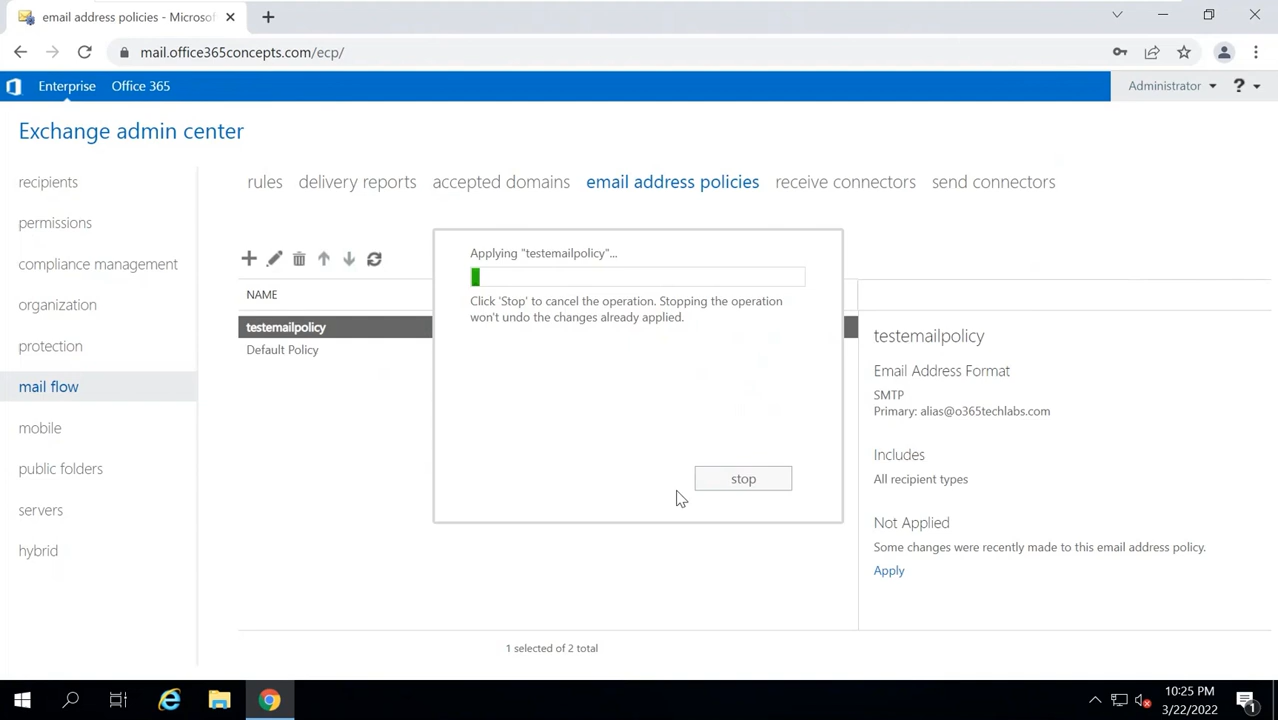 email address policies - Microsof
mail.office365concepts.com/ecp/
Enterprise Office 365
Administrator ?
Exchange admin center
recipients
permissions
compliance management
organization
protection
mail flow
mobile
public folders
servers
hybrid
rules delivery reports accepted domains email address policies receive connectors send connectors
NAME
testemailpolicy
Default Policy
Applying "testemailpolicy"...
Click 'Stop' to cancel the operation. Stopping the operation
won't undo the changes already applied.
stop
testemailpolicy
Email Address Format
SMTP
Primary: alias@o365techlabs.com
Includes
All recipient types
Not Applied
Some changes were recently made to this email address policy.
Apply
1 selected of 2 total
10:25 PM
3/22/2022
1